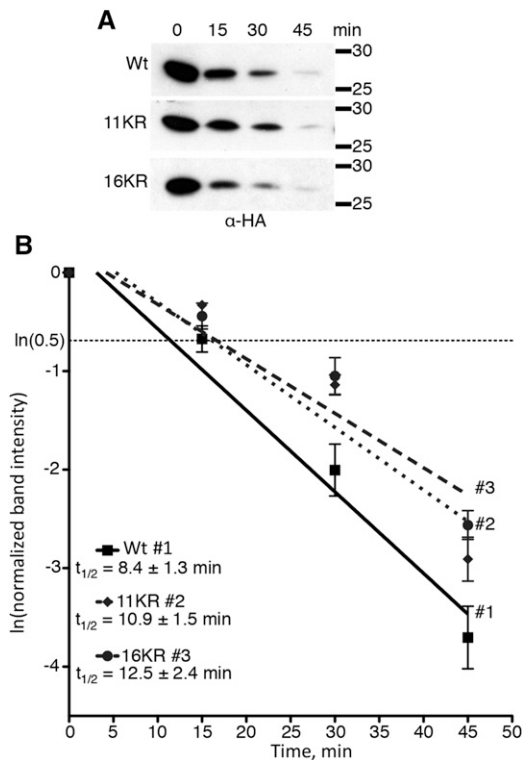 A
0 15 30 45 min
Wt
30
25
11KR
30
25
16KR
30
25
α-HA
B
ln(normalized band intensity)
0
ln(0.5)
-1
-2
-3
-4
#3
#2
#1
Wt #1
t1/2 = 8.4 ± 1.3 min
11KR #2
t1/2 = 10.9 ± 1.5 min
16KR #3
t1/2 = 12.5 ± 2.4 min
0 5 10 15 20 25 30 35 40 45 50
Time, min